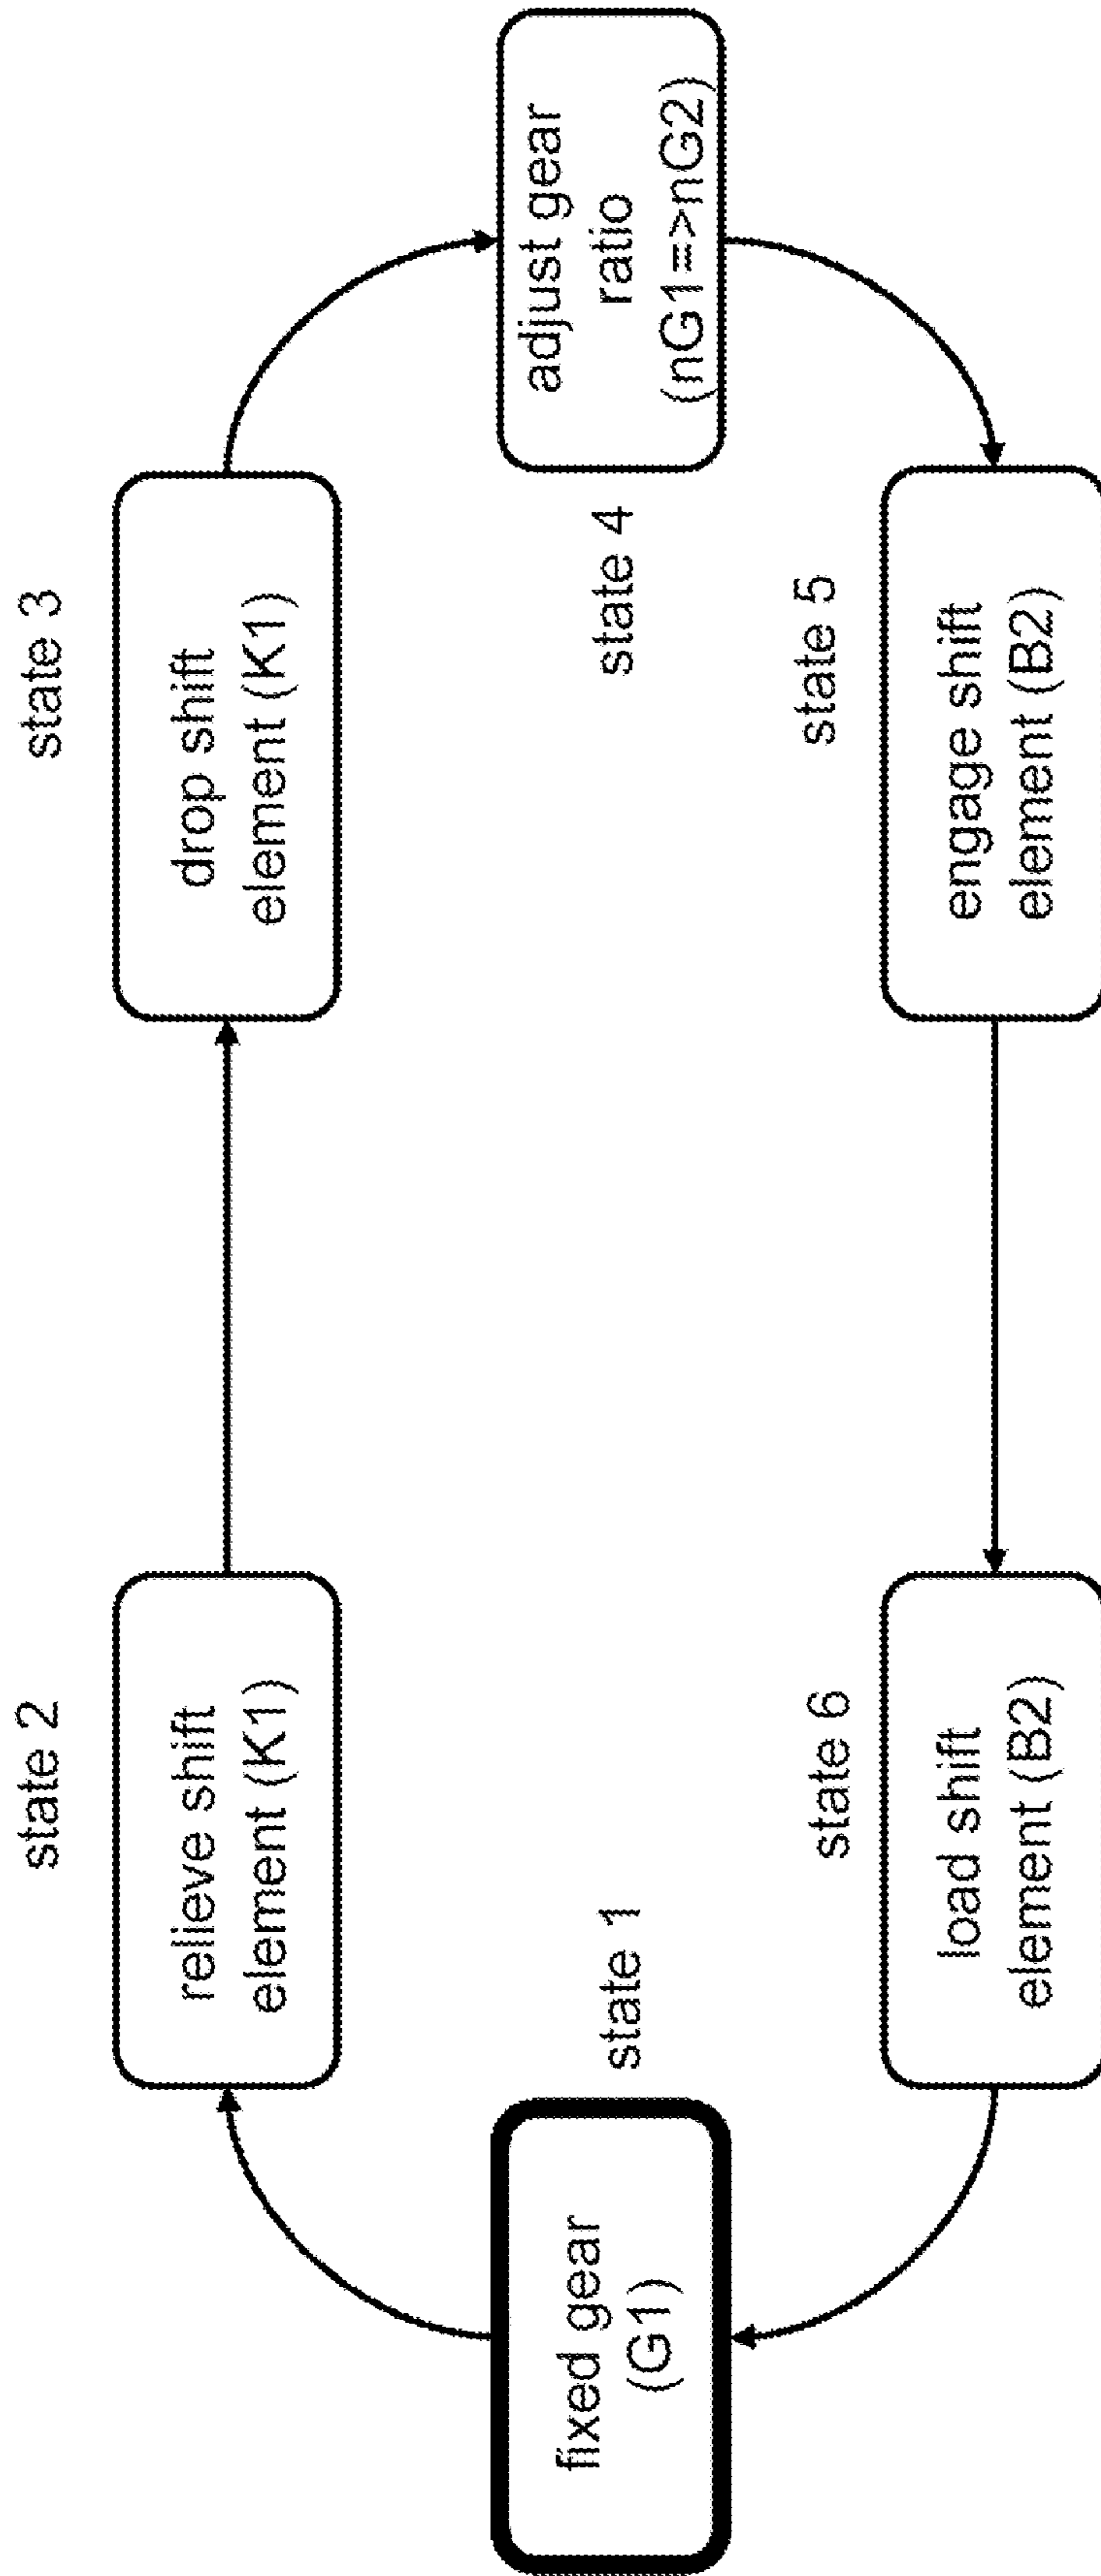 state 1
fixed gear
(G1)
state 2
relieve shift
element (K1)
state 3
drop shift
element (K1)
state 4
adjust gear
ratio
(nG1=>nG2)
state 5
engage shift
element (B2)
state 6
load shift
element (B2)